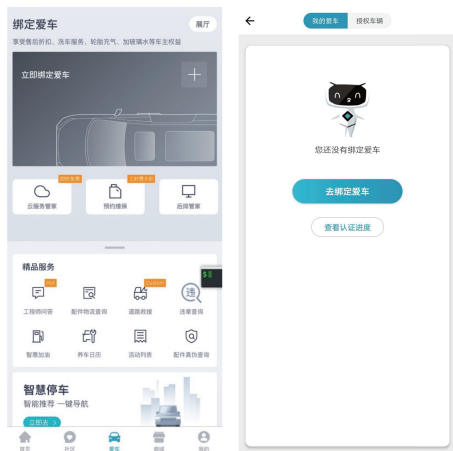 绑定爱车
展厅
享受售后折扣、洗车服务、轮胎充气、加玻璃水等车主权益
立即绑定爱车
云服务管家
预约维保
后排管家
精品服务
Hot
Custom
工程师问答
配件物流查询
道路救援
违章查询
智慧加油
养车日历
活动列表
配件真伪查询
智慧停车
智能推荐 一键导航
立即去 >
首页
社区
爱车
商城
我的
我的爱车
授权车辆
您还没有绑定爱车
去绑定爱车
查看认证进度